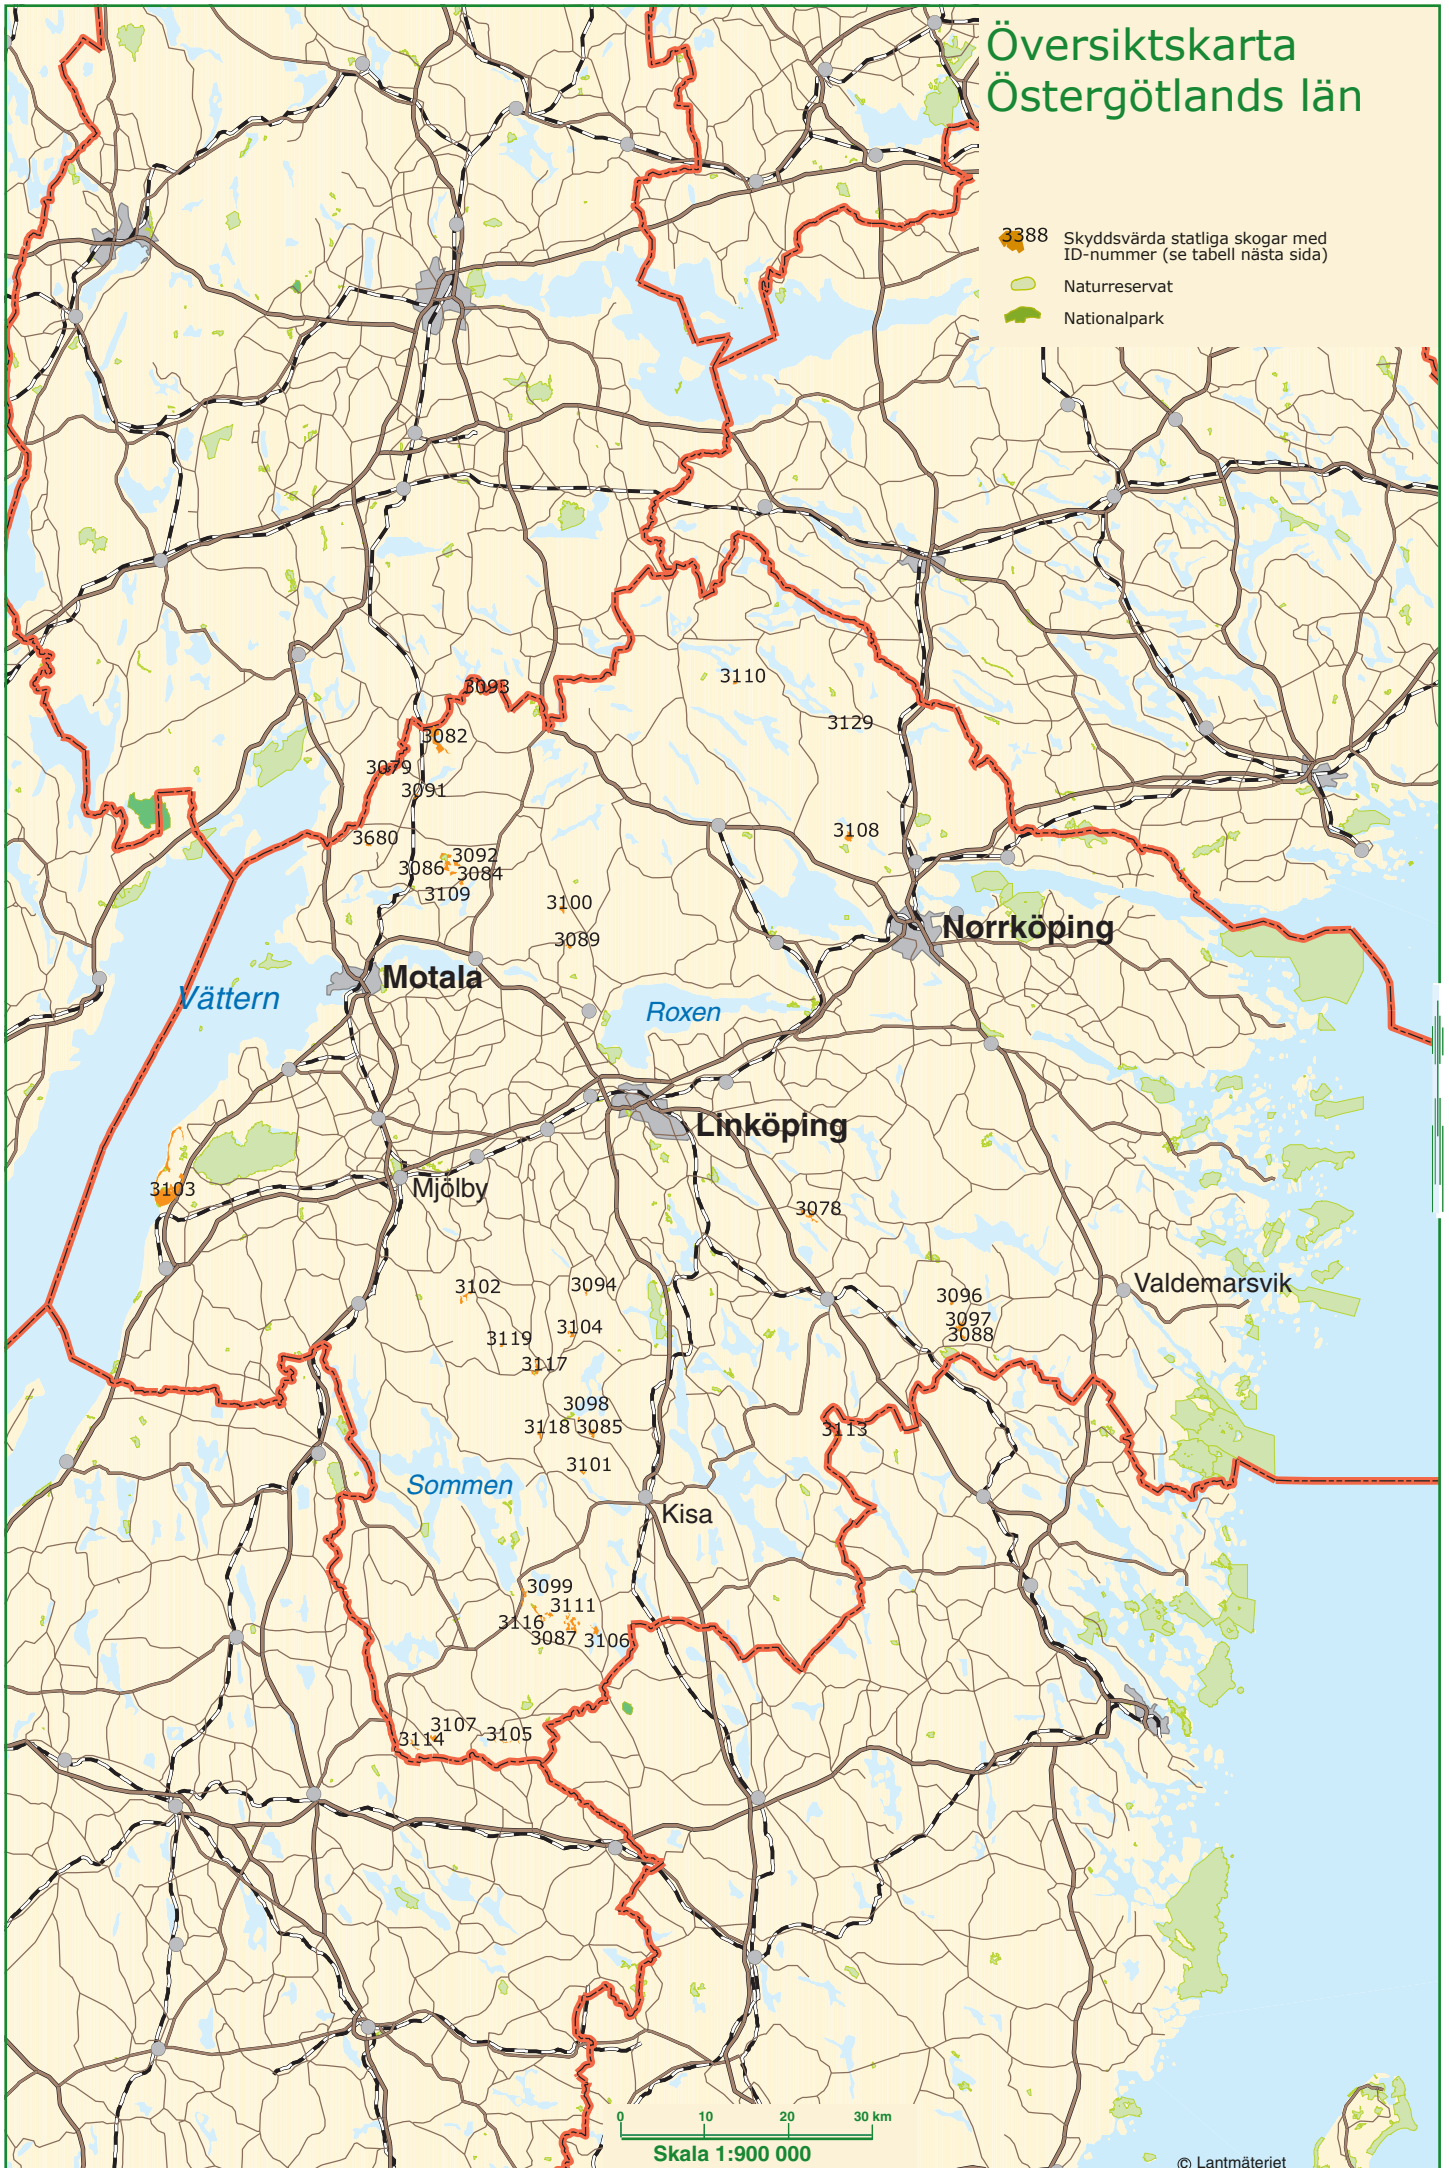 Översiktskarta
Östergötlands län
3388
Skyddsvärda statliga skogar med
ID-nummer (se tabell nästa sida)
Naturreservat
Nationalpark
3110
3093
3129
3082
3079
3091
3108
3680
3092
3086
3084
3109
3100
3089
Norrköping
Motala
Vättern
Roxen
Linköping
3103
Mjölby
3078
3102
3094
Valdemarsvik
3096
3097
3088
3104
3119
3117
3098
3118 3085
3113
3101
Sommen
Kisa
3099
3111
3116
3087
3106
3107
3105
3114
0 10 20 30 km
Skala 1:900 000
© Lantmäteriet